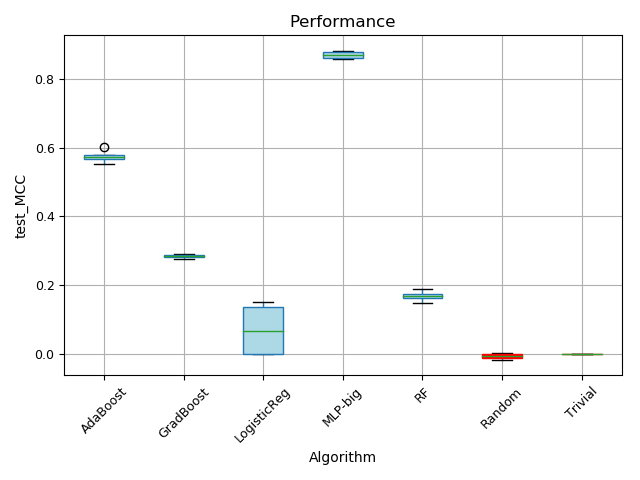 Performance
test_MCC
0.8
0.6
0.4
0.2
0.0
AdaBoost
GradBoost
LogisticReg
MLP-big
RF
Random
Trivial
Algorithm